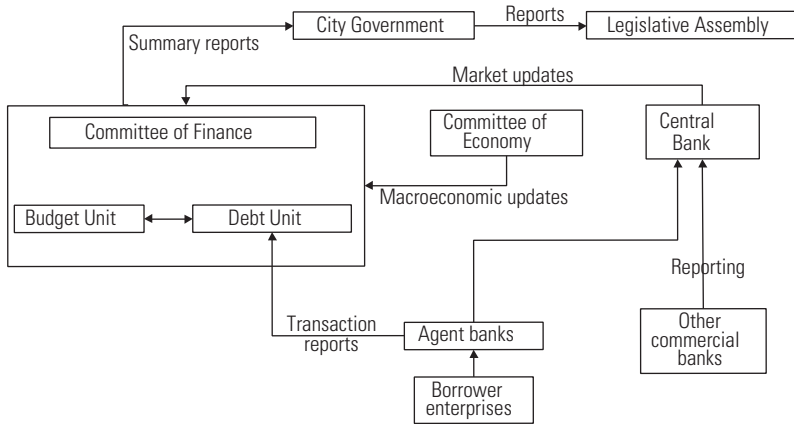 City Government
Reports
Legislative Assembly
Summary reports
Market updates
Committee of Finance
Committee of
Economy
Central
Bank
Macroeconomic updates
Budget Unit
Debt Unit
Reporting
Transaction
reports
Agent banks
Other
commercial
banks
Borrower
enterprises